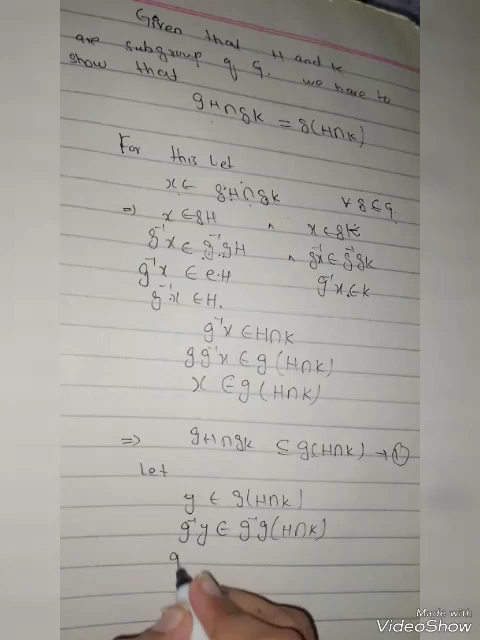 Given that H and K
are subgroup of G. we have to
show that
gH∩gK = g(H∩K)
For this let
x ∈ gH∩gK ∀ g ∈ G.
⇒ x ∈ gH ∧ x ∈ gK
g⁻¹x ∈ g⁻¹gH ∧ g⁻¹x ∈ g⁻¹gK
g⁻¹x ∈ e.H g⁻¹x ∈ K
g⁻¹x ∈ H.
g⁻¹x ∈ H∩K
gg⁻¹x ∈ g(H∩K)
x ∈ g(H∩K)
⇒ gH∩gK ⊆ g(H∩K) → ①
Let
y ∈ g(H∩K)
g⁻¹y ∈ g⁻¹g(H∩K)
g
Made with
VideoShow